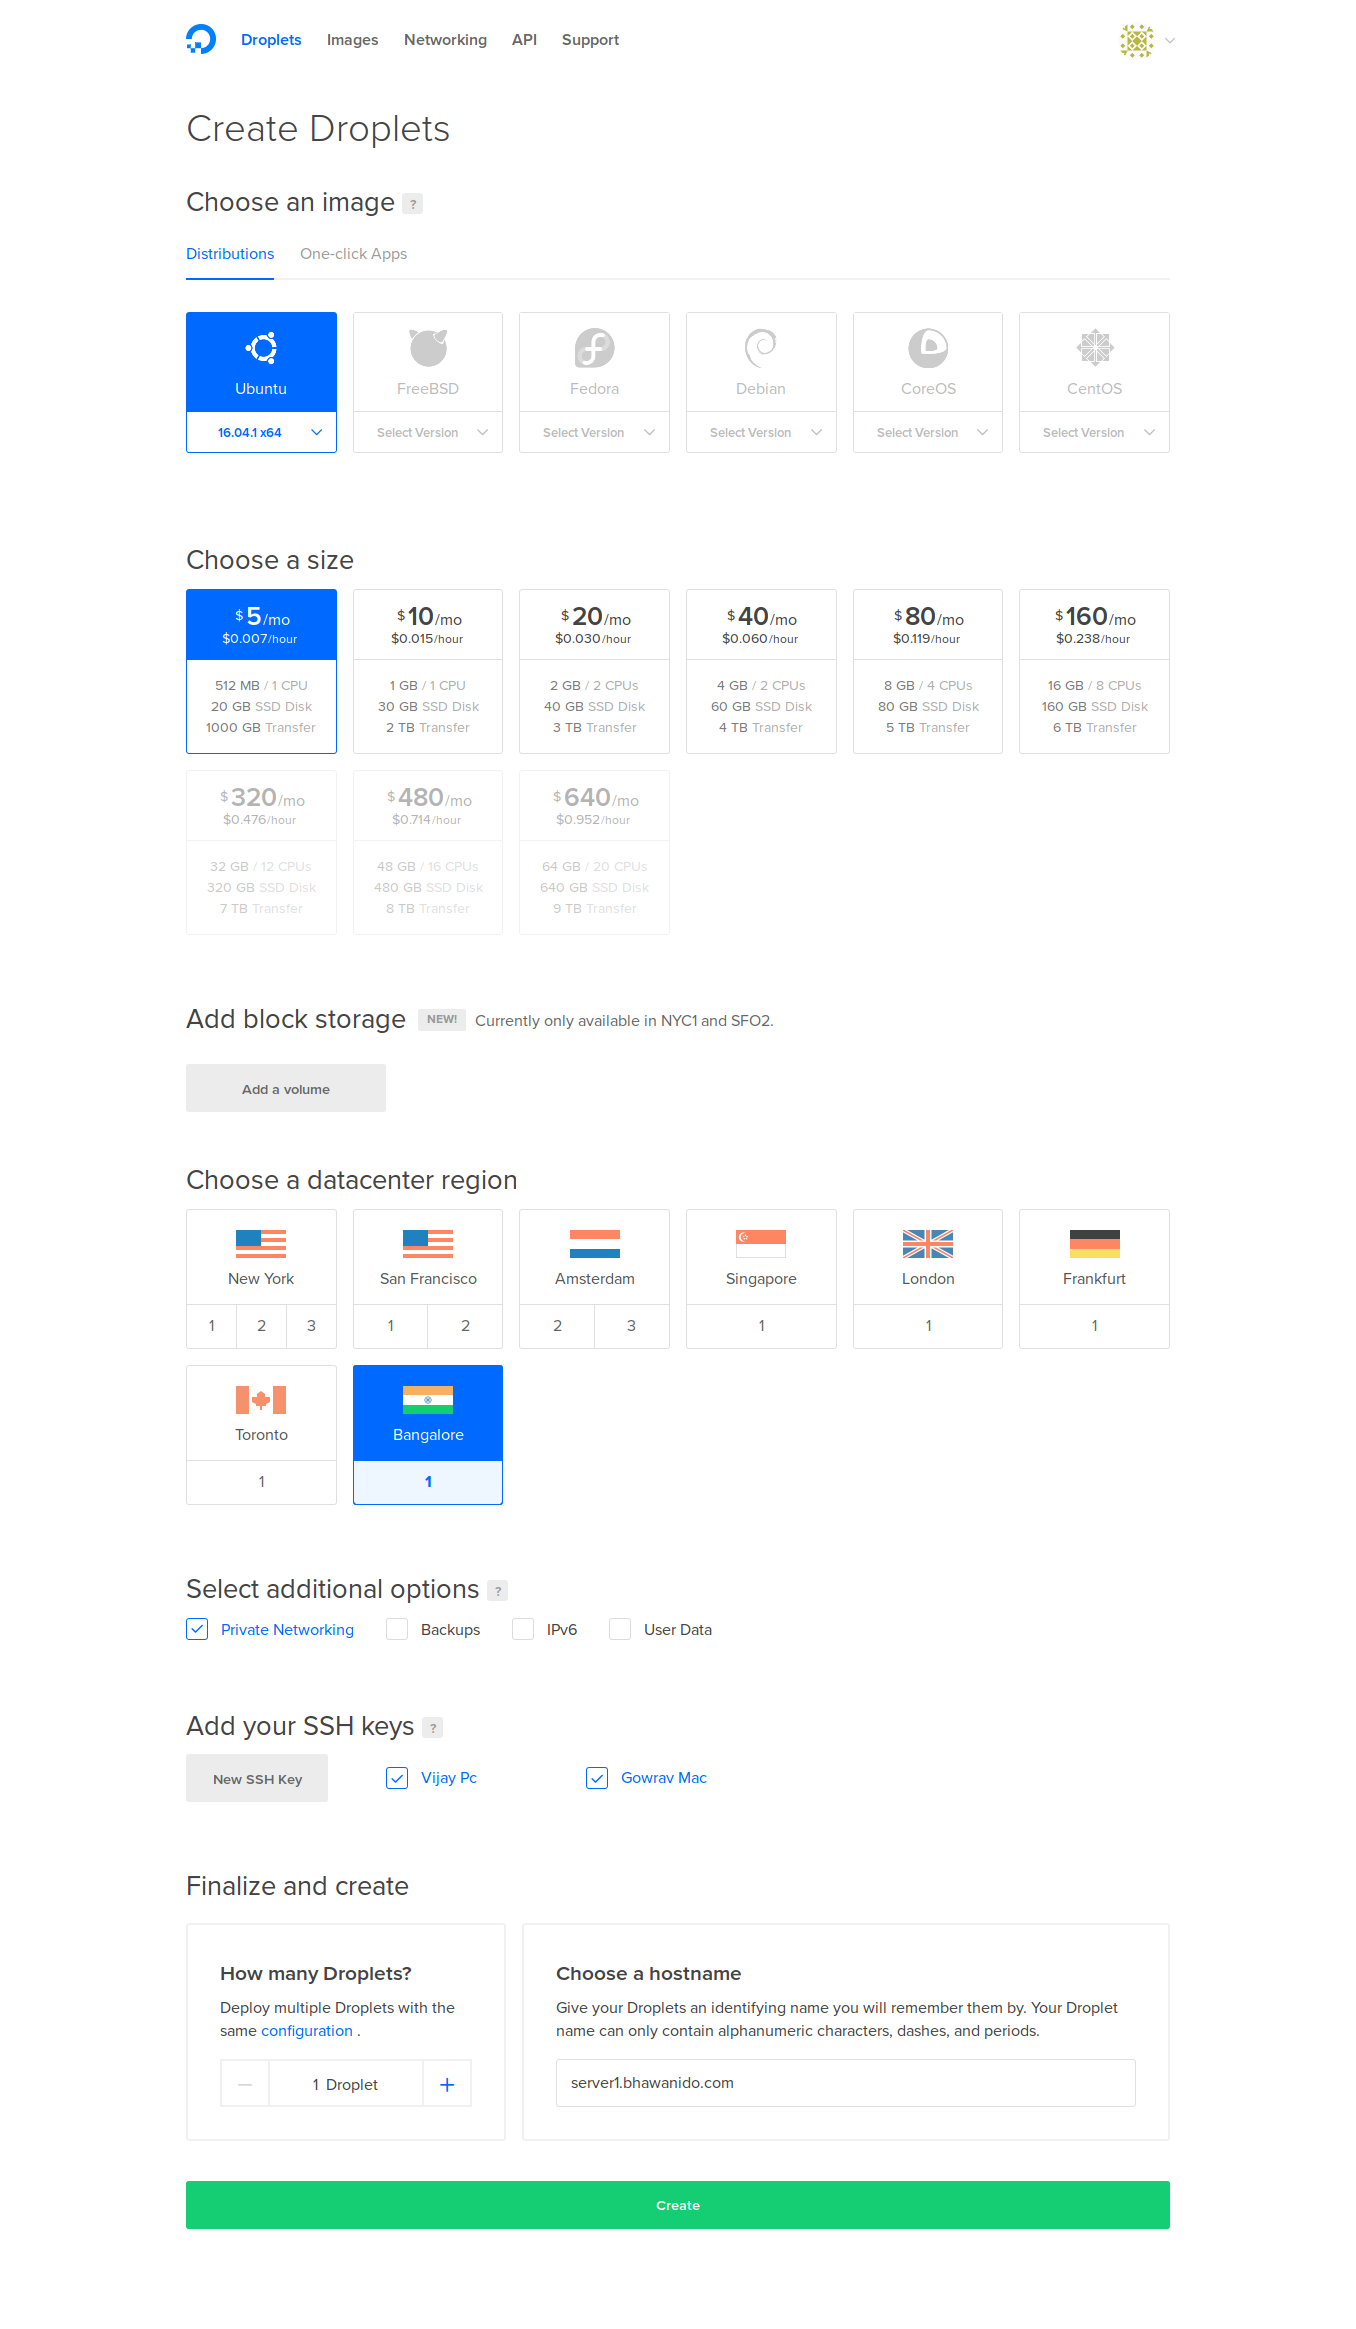 Droplets Images Networking API Support
Create Droplets
Choose an image ?
Distributions One-click Apps
Ubuntu FreeBSD Fedora Debian CoreOS CentOS
16.04.1 x64 Select Version Select Version Select Version Select Version Select Version
Choose a size
$5/mo $10/mo $20/mo $40/mo $80/mo $160/mo
$0.007/hour $0.015/hour $0.030/hour $0.060/hour $0.119/hour $0.238/hour
512 MB / 1 CPU 1 GB / 1 CPU 2 GB / 2 CPUs 4 GB / 2 CPUs 8 GB / 4 CPUs 16 GB / 8 CPUs
20 GB SSD Disk 30 GB SSD Disk 40 GB SSD Disk 60 GB SSD Disk 80 GB SSD Disk 160 GB SSD Disk
1000 GB Transfer 2 TB Transfer 3 TB Transfer 4 TB Transfer 5 TB Transfer 6 TB Transfer
$320/mo $480/mo $640/mo
$0.476/hour $0.714/hour $0.952/hour
32 GB / 12 CPUs 48 GB / 16 CPUs 64 GB / 20 CPUs
320 GB SSD Disk 480 GB SSD Disk 640 GB SSD Disk
7 TB Transfer 8 TB Transfer 9 TB Transfer
Add block storage NEW! Currently only available in NYC1 and SFO2.
Add a volume
Choose a datacenter region
New York San Francisco Amsterdam Singapore London Frankfurt
1 2 3 1 2 2 3 1 1 1
Toronto Bangalore
1 1
Select additional options ?
Private Networking Backups IPv6 User Data
Add your SSH keys ?
New SSH Key Vijay Pc Gowrav Mac
Finalize and create
How many Droplets?
Deploy multiple Droplets with the
same configuration .
1 Droplet
Choose a hostname
Give your Droplets an identifying name you will remember them by. Your Droplet
name can only contain alphanumeric characters, dashes, and periods.
server1.bhawanido.com
Create